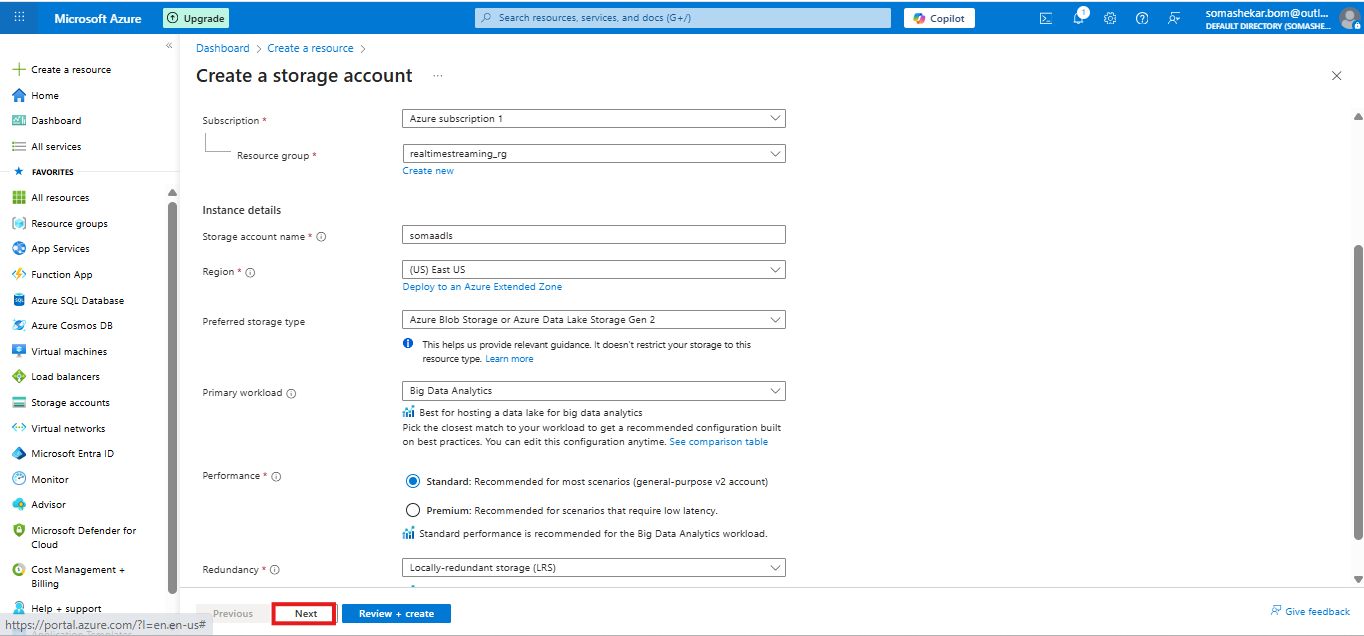 Microsoft Azure
Upgrade
Search resources, services, and docs (G+/)
Copilot
1
somashekar.bom@outl...
DEFAULT DIRECTORY (SOMASHE...
«
Create a resource
Home
Dashboard
All services
FAVORITES
All resources
Resource groups
App Services
Function App
SQL
Azure SQL Database
Azure Cosmos DB
Virtual machines
Load balancers
Storage accounts
Virtual networks
Microsoft Entra ID
Monitor
Advisor
Microsoft Defender for
Cloud
Cost Management +
Billing
Help + support
https://portal.azure.com/?l=en.en-us#
Dashboard > Create a resource >
Create a storage account ...
Subscription *
Azure subscription 1
Resource group *
realtimestreaming_rg
Create new
Instance details
Storage account name *
somaadls
Region *
(US) East US
Deploy to an Azure Extended Zone
Preferred storage type
Azure Blob Storage or Azure Data Lake Storage Gen 2
This helps us provide relevant guidance. It doesn't restrict your storage to this
resource type. Learn more
Primary workload
Big Data Analytics
Best for hosting a data lake for big data analytics
Pick the closest match to your workload to get a recommended configuration built
on best practices. You can edit this configuration anytime. See comparison table
Performance *
Standard: Recommended for most scenarios (general-purpose v2 account)
Premium: Recommended for scenarios that require low latency.
Standard performance is recommended for the Big Data Analytics workload.
Redundancy *
Locally-redundant storage (LRS)
Previous
Next
Review + create
Give feedback